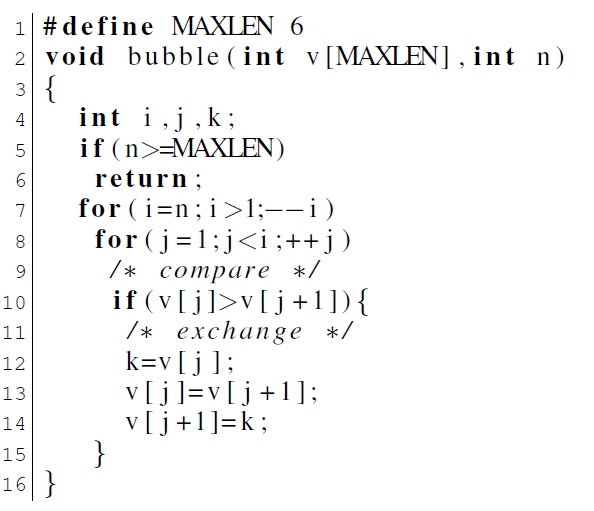 1 #define MAXLEN 6
2 void bubble(int v[MAXLEN],int n)
3 {
4 int i,j,k;
5 if(n>=MAXLEN)
6 return;
7 for(i=n;i>1;--i)
8 for(j=1;j<i;++j)
9 /* compare */
10 if(v[j]>v[j+1]){
11 /* exchange */
12 k=v[j];
13 v[j]=v[j+1];
14 v[j+1]=k;
15 }
16 }